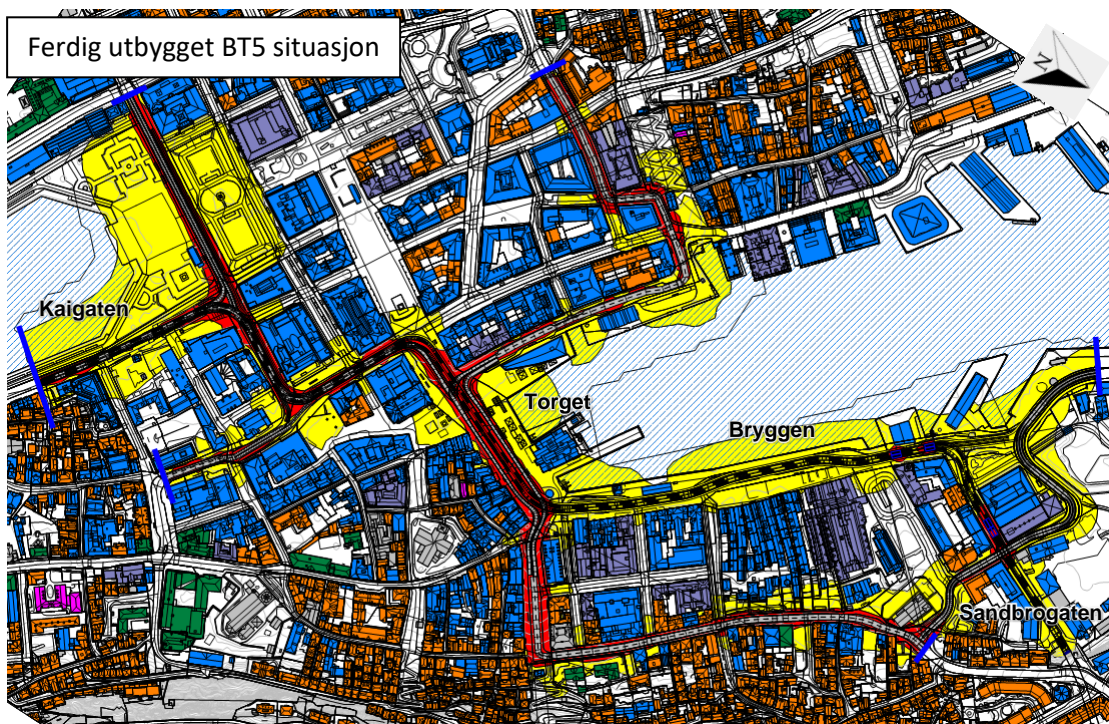 Ferdig utbygget BT5 situasjon
N
Kaigaten
Torget
Bryggen
Sandbrogaten